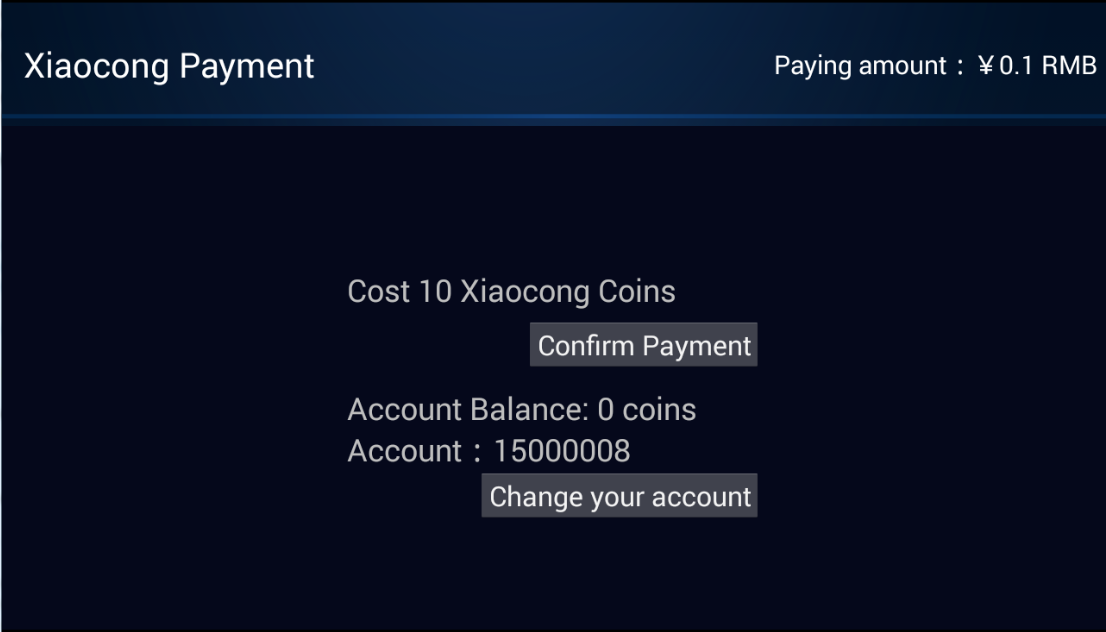 Xiaocong Payment
Paying amount：￥0.1 RMB
Cost 10 Xiaocong Coins
Confirm Payment
Account Balance: 0 coins
Account：15000008
Change your account